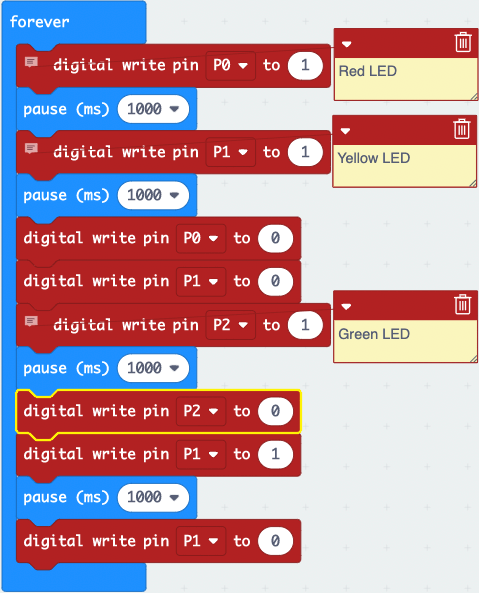 forever
digital write pin P0 to 1
Red LED
pause (ms) 1000
digital write pin P1 to 1
Yellow LED
pause (ms) 1000
digital write pin P0 to 0
digital write pin P1 to 0
digital write pin P2 to 1
Green LED
pause (ms) 1000
digital write pin P2 to 0
digital write pin P1 to 1
pause (ms) 1000
digital write pin P1 to 0